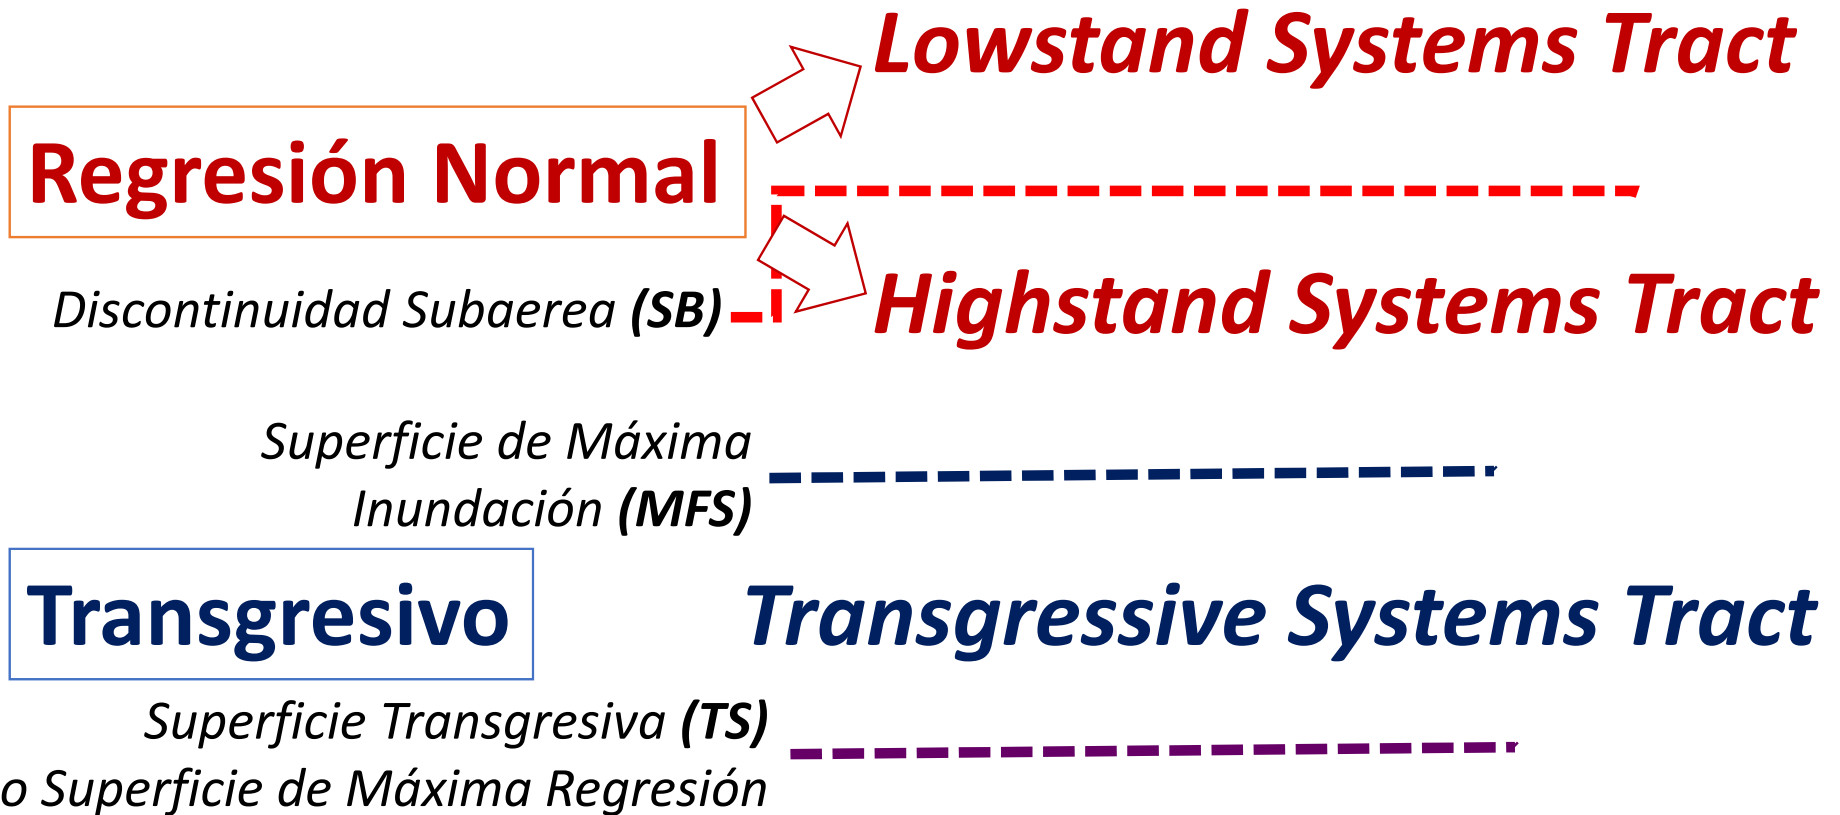 Lowstand Systems Tract
Regresión Normal
Discontinuidad Subaerea (SB)
Highstand Systems Tract
Superficie de Máxima
Inundación (MFS)
Transgresivo
Transgressive Systems Tract
Superficie Transgresiva (TS)
o Superficie de Máxima Regresión